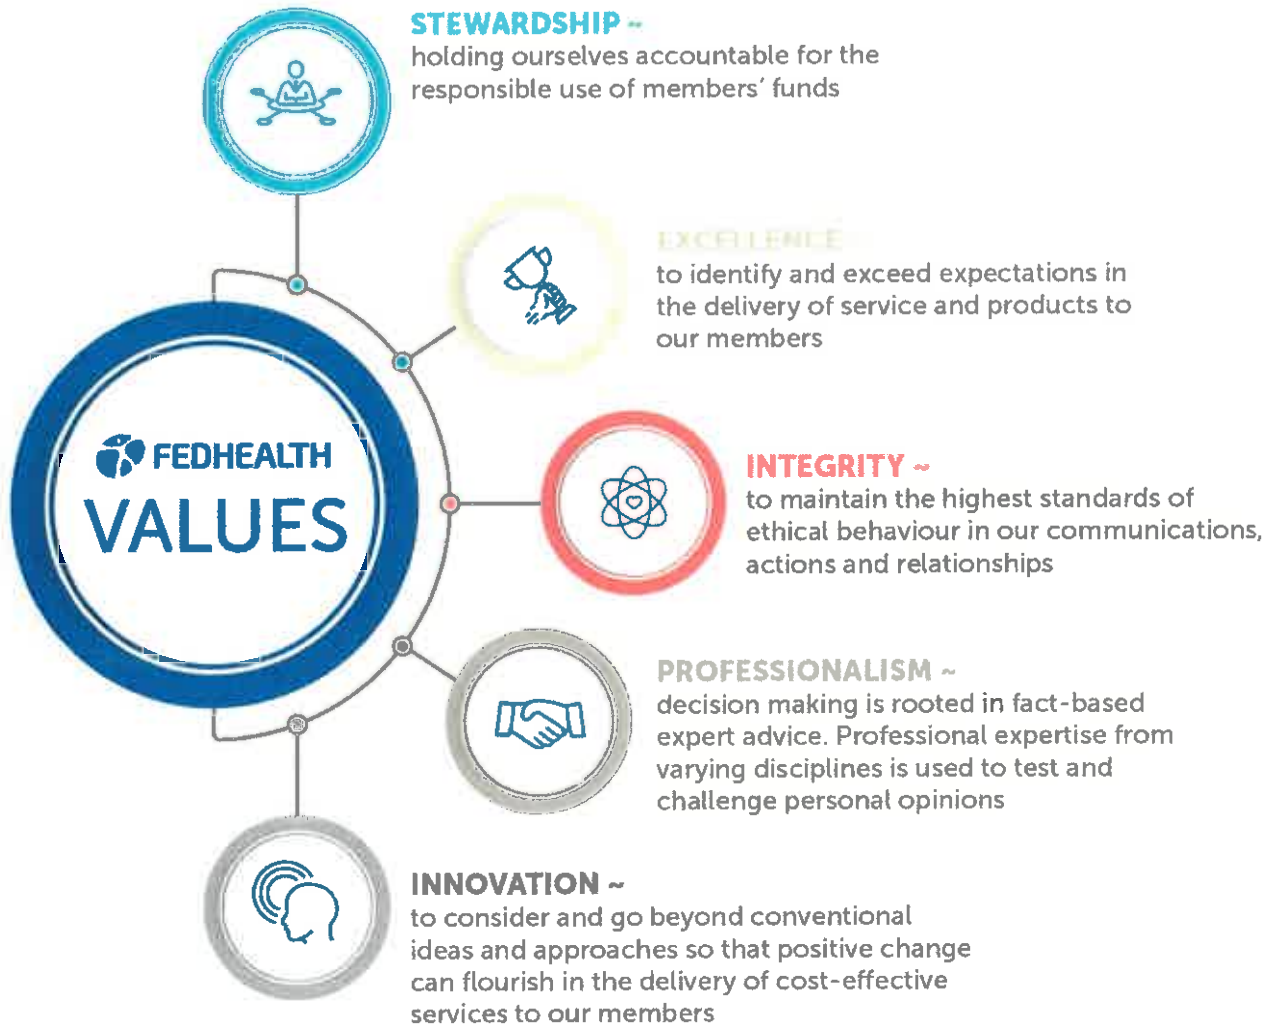 STEWARDSHIP ~
holding ourselves accountable for the
responsible use of members' funds
EXCELLENCE
to identify and exceed expectations in
the delivery of service and products to
our members
FEDHEALTH
VALUES
INTEGRITY ~
to maintain the highest standards of
ethical behaviour in our communications,
actions and relationships
PROFESSIONALISM ~
decision making is rooted in fact-based
expert advice. Professional expertise from
varying disciplines is used to test and
challenge personal opinions
INNOVATION ~
to consider and go beyond conventional
ideas and approaches so that positive change
can flourish in the delivery of cost-effective
services to our members